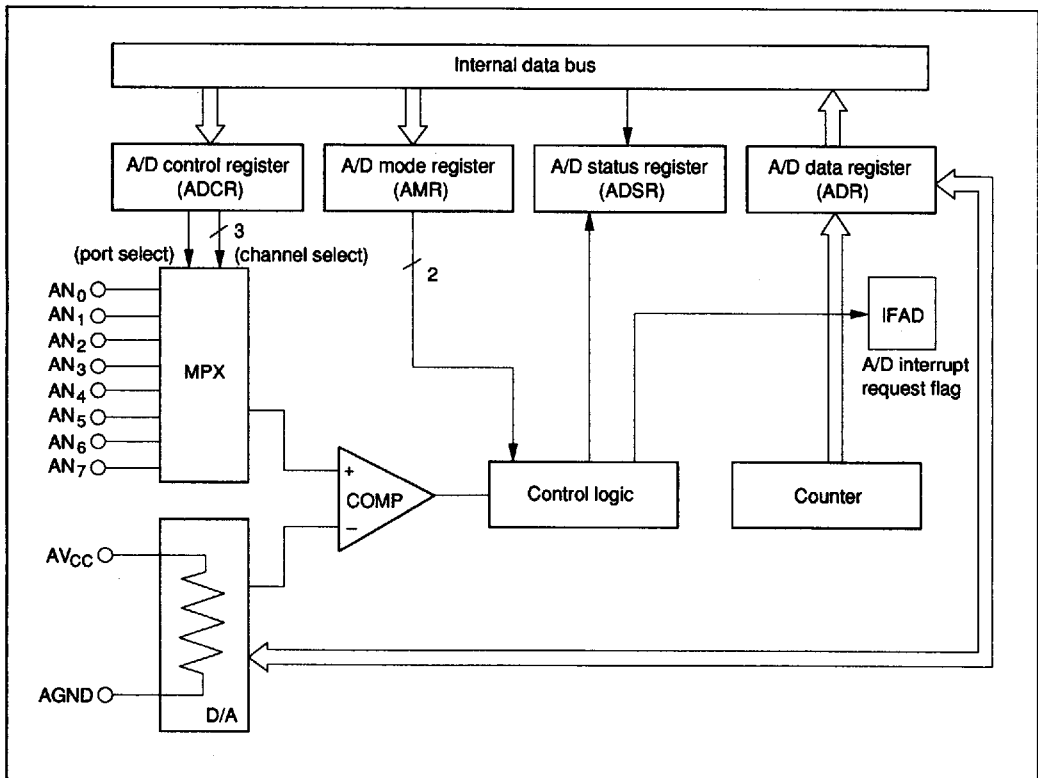 Internal data bus
A/D control register
(ADCR)
A/D mode register
(AMR)
A/D status register
(ADSR)
A/D data register
(ADR)
3
(port select)
(channel select)
2
AN0
AN1
AN2
AN3
AN4
AN5
AN6
AN7
MPX
IFAD
A/D interrupt
request flag
+
COMP
−
Control logic
Counter
AVCC
AGND
D/A